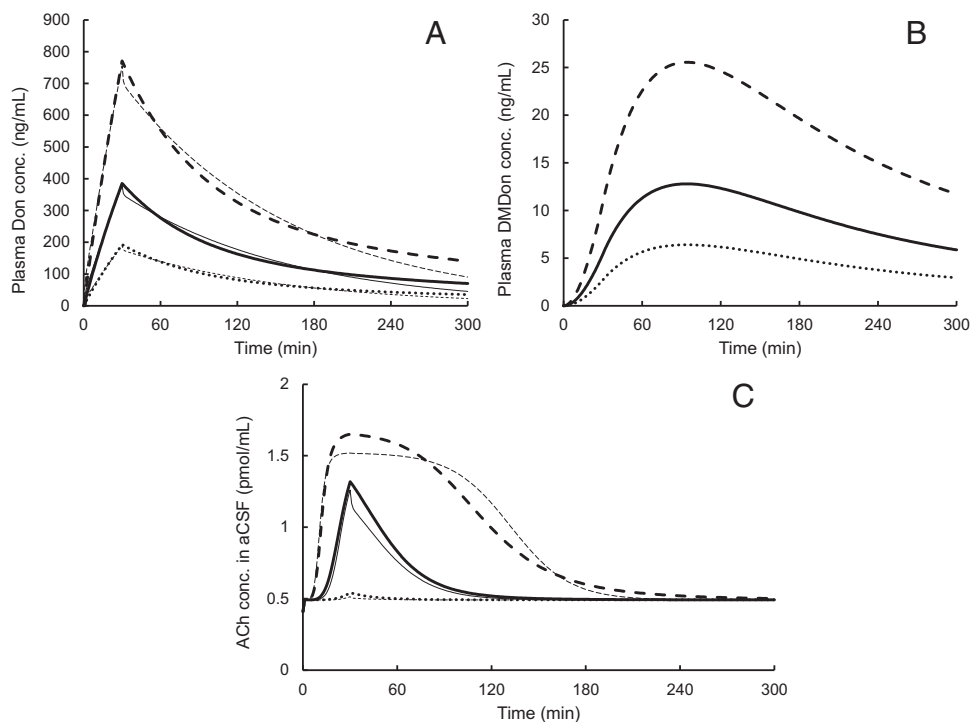 A
Plasma Don conc. (ng/mL)
900
800
700
600
500
400
300
200
100
0
0 60 120 180 240 300
Time (min)
B
Plasma DMDon conc. (ng/mL)
30
25
20
15
10
5
0
0 60 120 180 240 300
Time (min)
C
ACh conc. in aCSF (pmol/mL)
2
1.5
1
0.5
0
0 60 120 180 240 300
Time (min)